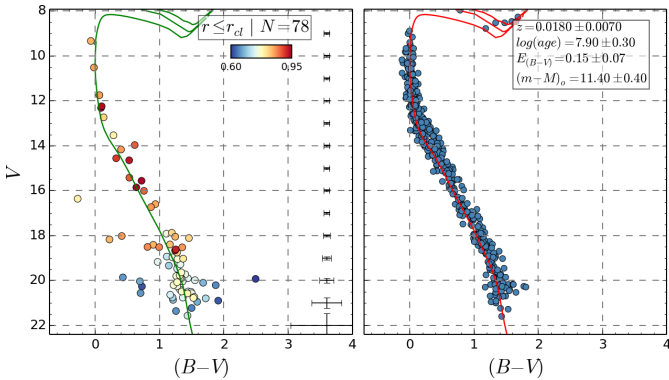 r ≤ r_cl | N=78
0.60 0.95
8
10
12
14
16
18
20
22
V
0 1 2 3 4
(B−V)
z=0.0180±0.0070
log(age)=7.90±0.30
E_(B−V)=0.15±0.07
(m−M)_o=11.40±0.40
0 1 2 3 4
(B−V)